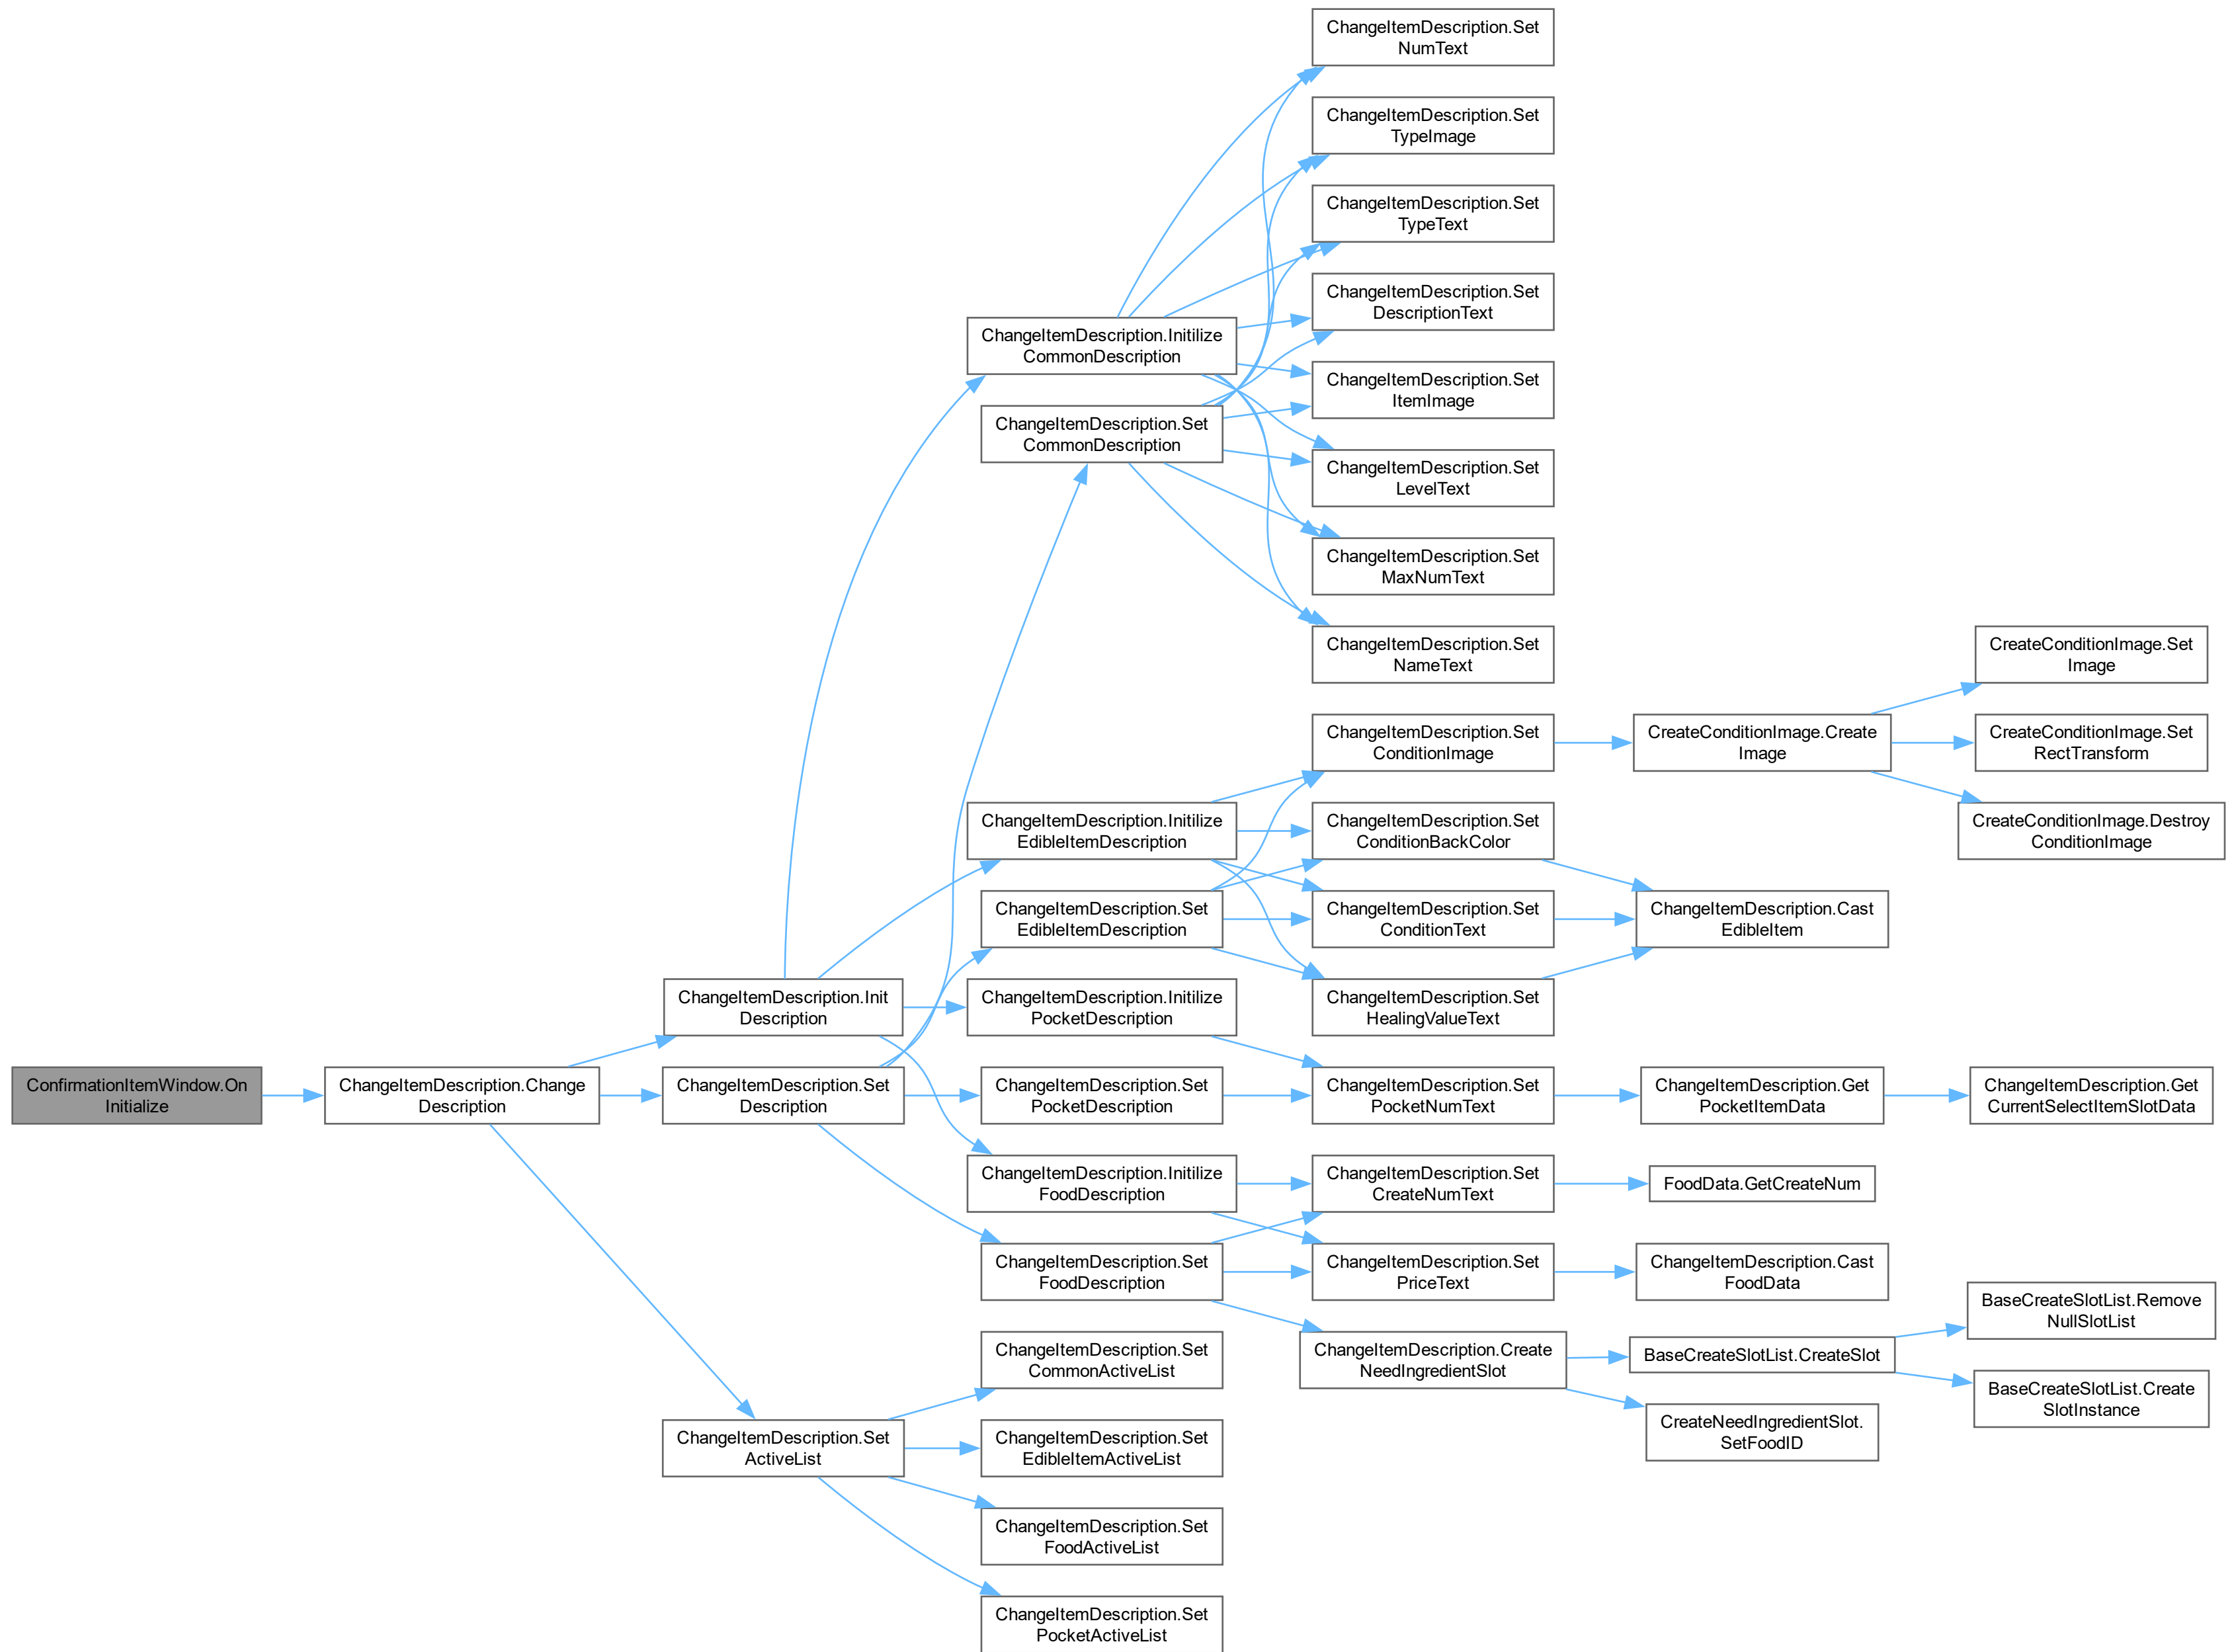 ConfirmationItemWindow.On
Initialize
ChangeItemDescription.Change
Description
ChangeItemDescription.Init
Description
ChangeItemDescription.Set
Description
ChangeItemDescription.Set
ActiveList
ChangeItemDescription.Initilize
CommonDescription
ChangeItemDescription.Set
CommonDescription
ChangeItemDescription.Initilize
EdibleItemDescription
ChangeItemDescription.Set
EdibleItemDescription
ChangeItemDescription.Initilize
PocketDescription
ChangeItemDescription.Set
PocketDescription
ChangeItemDescription.Initilize
FoodDescription
ChangeItemDescription.Set
FoodDescription
ChangeItemDescription.Set
CommonActiveList
ChangeItemDescription.Set
EdibleItemActiveList
ChangeItemDescription.Set
FoodActiveList
ChangeItemDescription.Set
PocketActiveList
ChangeItemDescription.Set
NumText
ChangeItemDescription.Set
TypeImage
ChangeItemDescription.Set
TypeText
ChangeItemDescription.Set
DescriptionText
ChangeItemDescription.Set
ItemImage
ChangeItemDescription.Set
LevelText
ChangeItemDescription.Set
MaxNumText
ChangeItemDescription.Set
NameText
ChangeItemDescription.Set
ConditionImage
ChangeItemDescription.Set
ConditionBackColor
ChangeItemDescription.Set
ConditionText
ChangeItemDescription.Set
HealingValueText
ChangeItemDescription.Set
PocketNumText
ChangeItemDescription.Set
CreateNumText
ChangeItemDescription.Set
PriceText
ChangeItemDescription.Create
NeedIngredientSlot
CreateConditionImage.Create
Image
ChangeItemDescription.Cast
EdibleItem
ChangeItemDescription.Get
PocketItemData
FoodData.GetCreateNum
ChangeItemDescription.Cast
FoodData
BaseCreateSlotList.CreateSlot
CreateNeedIngredientSlot.
SetFoodID
CreateConditionImage.Set
Image
CreateConditionImage.Set
RectTransform
CreateConditionImage.Destroy
ConditionImage
ChangeItemDescription.Get
CurrentSelectItemSlotData
BaseCreateSlotList.Remove
NullSlotList
BaseCreateSlotList.Create
SlotInstance